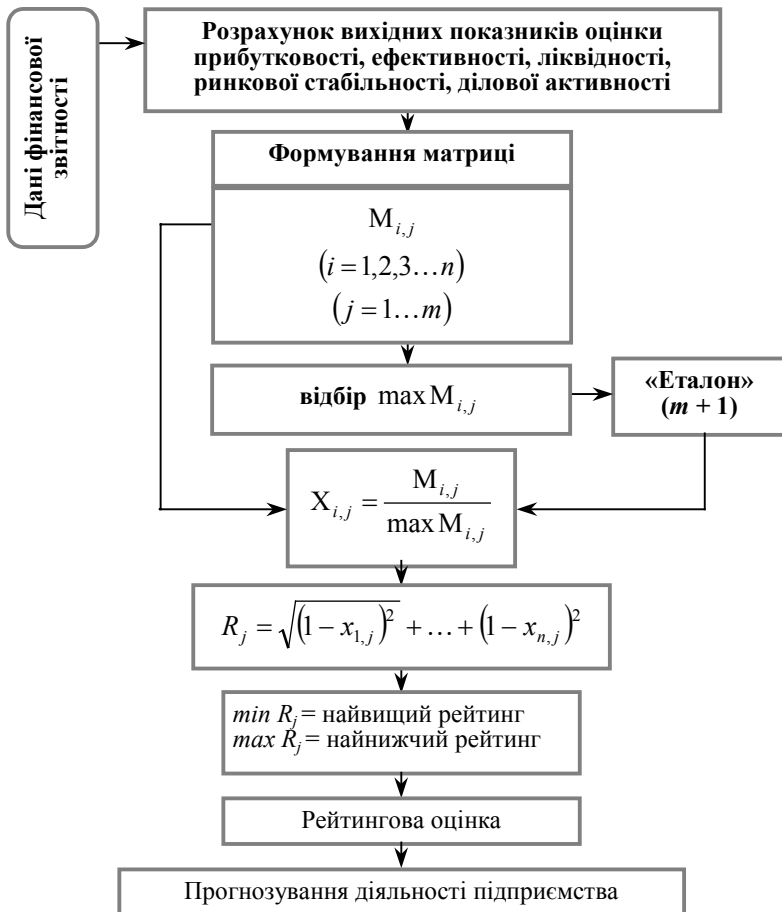 Дані фінансової
звітності
Розрахунок вихідних показників оцінки
прибутковості, ефективності, ліквідності,
ринкової стабільності, ділової активності
Формування матриці
M_{i,j}
(i = 1,2,3…n)
(j = 1…m)
відбір max M_{i,j}
«Еталон»
(m + 1)
X_{i,j} = \frac{M_{i,j}}{max M_{i,j}}
R_j = \sqrt{(1 − x_{1,j})^2} + … + (1 − x_{n,j})^2
min R_j = найвищий рейтинг
max R_j = найнижчий рейтинг
Рейтингова оцінка
Прогнозування діяльності підприємства